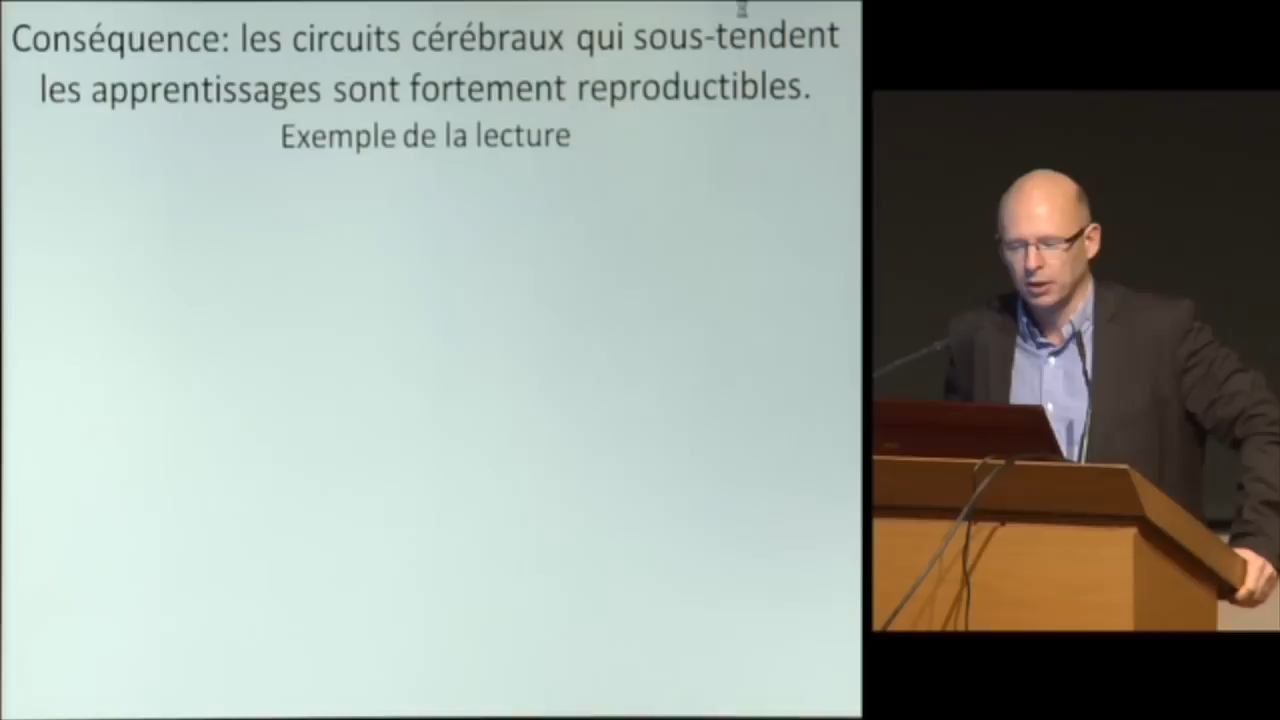 Conséquence: les circuits cérébraux qui sous-tendent
les apprentissages sont fortement reproductibles.
Exemple de la lecture